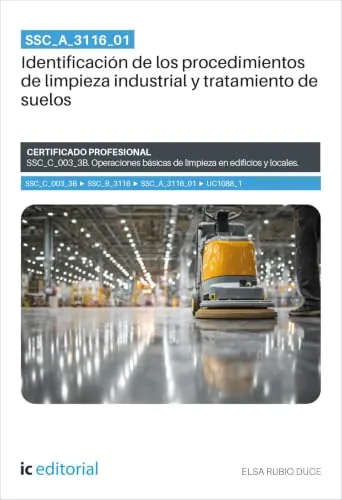 SSC_A_3116_01
Identificación de los procedimientos
de limpieza industrial y tratamiento de
suelos
CERTIFICADO PROFESIONAL
SSC_C_003_3B. Operaciones básicas de limpieza en edificios y locales.
SSC_C_003_3B ▶ SSC_B_3116 ▶ SSC_A_3116_01 ▶ UC1088_1
ic editorial
ELSA RUBIO DUCE